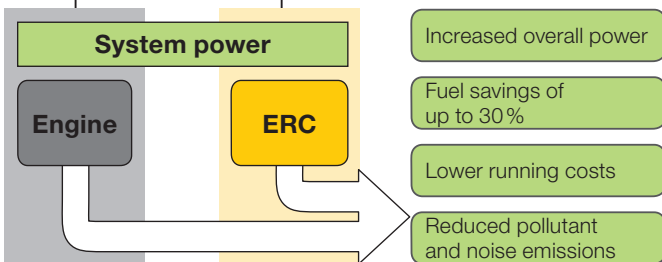 System power
Engine
ERC
Increased overall power
Fuel savings of
up to 30 %
Lower running costs
Reduced pollutant
and noise emissions